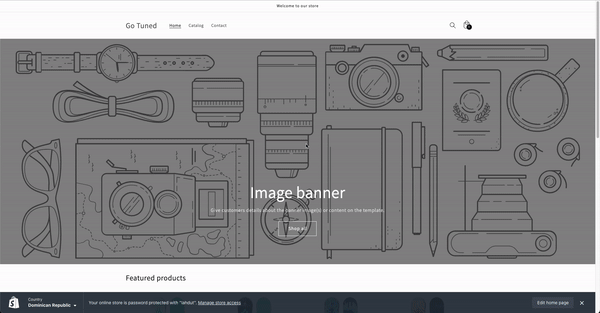 Welcome to our store
Go Tuned
Home
Catalog
Contact
Image banner
Give customers details about the banner image(s) or content on the template.
Shop all
Featured products
Country
Dominican Republic
Your online store is password protected with "lahdut". Manage store access
Edit home page